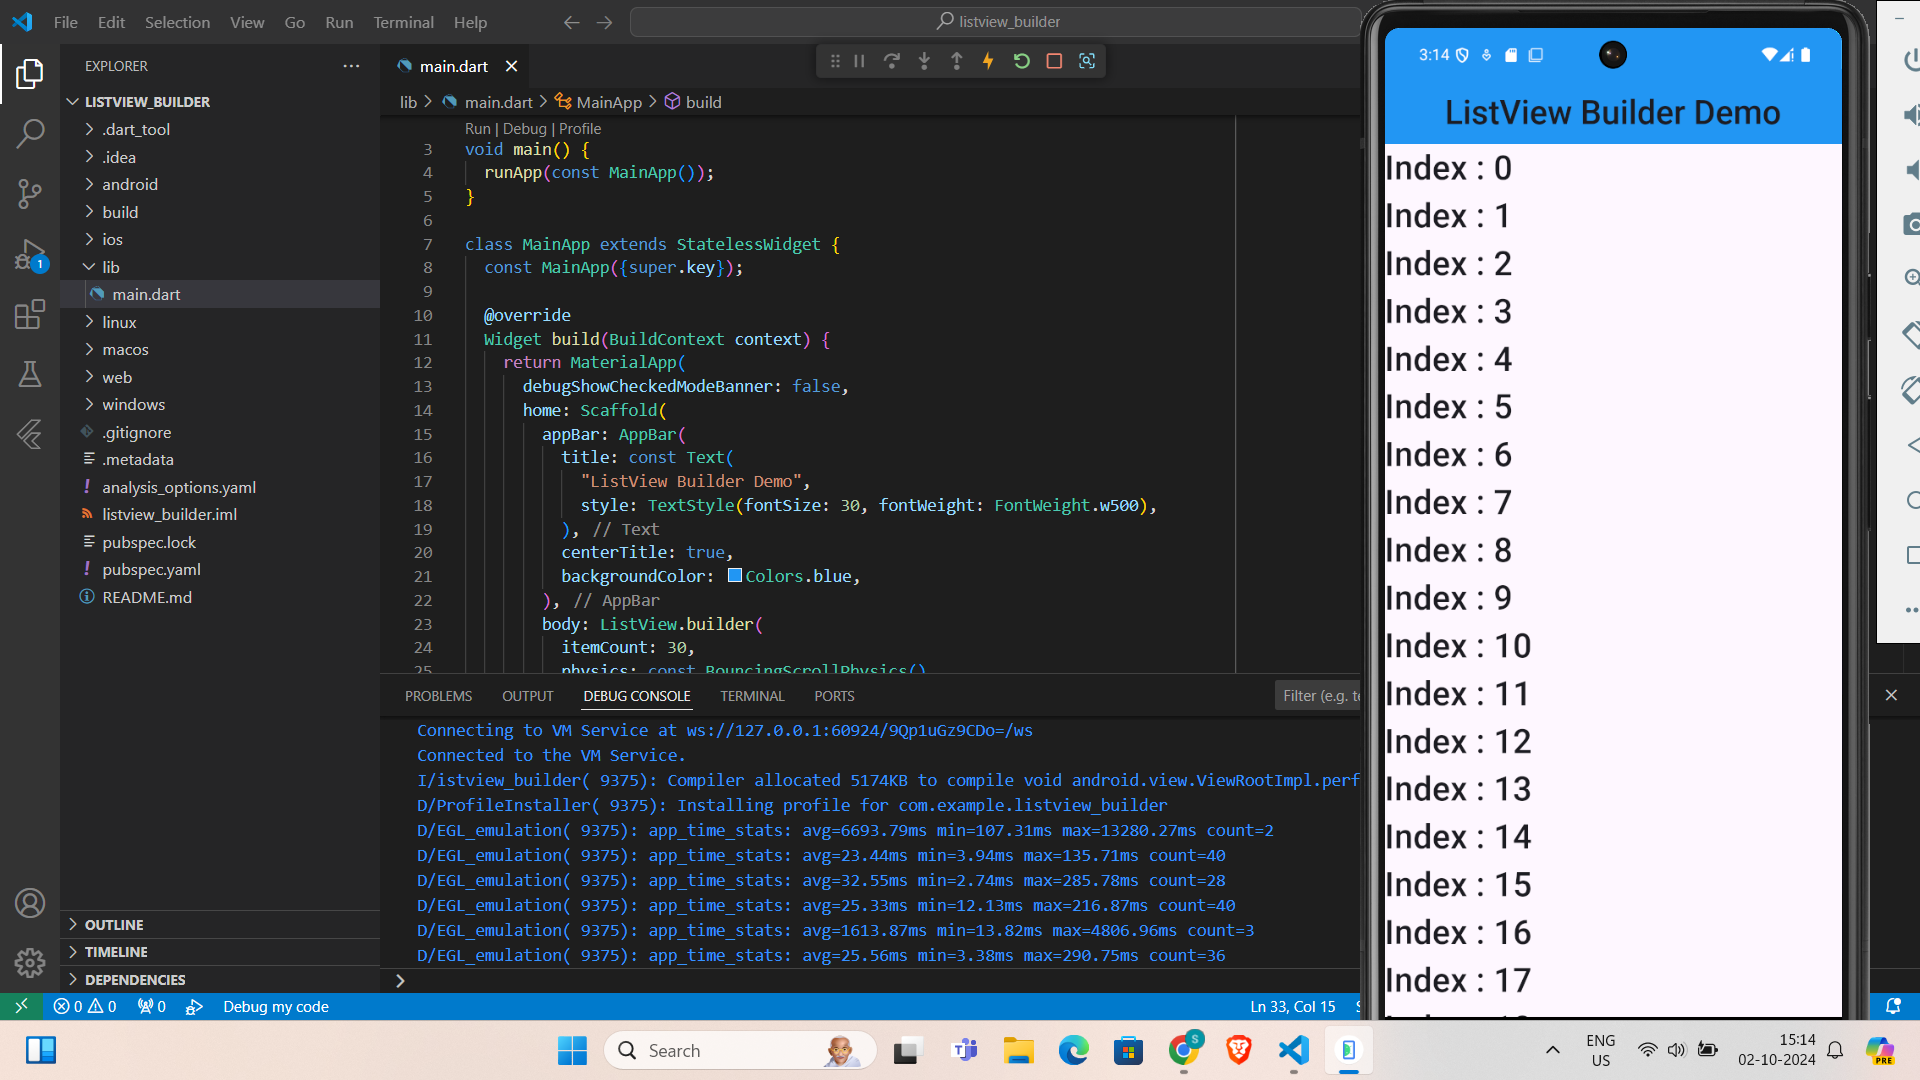 File Edit Selection View Go Run Terminal Help
listview_builder
EXPLORER
LISTVIEW_BUILDER
.dart_tool
.idea
android
build
ios
lib
main.dart
linux
macos
web
windows
.gitignore
.metadata
analysis_options.yaml
listview_builder.iml
pubspec.lock
pubspec.yaml
README.md
OUTLINE
TIMELINE
DEPENDENCIES
1
main.dart
lib > main.dart > MainApp > build
Run | Debug | Profile
3 void main() {
4 runApp(const MainApp());
5 }
6
7 class MainApp extends StatelessWidget {
8 const MainApp({super.key});
9
10 @override
11 Widget build(BuildContext context) {
12 return MaterialApp(
13 debugShowCheckedModeBanner: false,
14 home: Scaffold(
15 appBar: AppBar(
16 title: const Text(
17 "ListView Builder Demo",
18 style: TextStyle(fontSize: 30, fontWeight: FontWeight.w500),
19 ), // Text
20 centerTitle: true,
21 backgroundColor: Colors.blue,
22 ), // AppBar
23 body: ListView.builder(
24 itemCount: 30,
25 physics: const BouncingScrollPhysics()
PROBLEMS OUTPUT DEBUG CONSOLE TERMINAL PORTS
Filter (e.g. te
Connecting to VM Service at ws://127.0.0.1:60924/9Qp1uGz9CDo=/ws
Connected to the VM Service.
I/istview_builder( 9375): Compiler allocated 5174KB to compile void android.view.ViewRootImpl.perf
D/ProfileInstaller( 9375): Installing profile for com.example.listview_builder
D/EGL_emulation( 9375): app_time_stats: avg=6693.79ms min=107.31ms max=13280.27ms count=2
D/EGL_emulation( 9375): app_time_stats: avg=23.44ms min=3.94ms max=135.71ms count=40
D/EGL_emulation( 9375): app_time_stats: avg=32.55ms min=2.74ms max=285.78ms count=28
D/EGL_emulation( 9375): app_time_stats: avg=25.33ms min=12.13ms max=216.87ms count=40
D/EGL_emulation( 9375): app_time_stats: avg=1613.87ms min=13.82ms max=4806.96ms count=3
D/EGL_emulation( 9375): app_time_stats: avg=25.56ms min=3.38ms max=290.75ms count=36
3:14
ListView Builder Demo
Index : 0
Index : 1
Index : 2
Index : 3
Index : 4
Index : 5
Index : 6
Index : 7
Index : 8
Index : 9
Index : 10
Index : 11
Index : 12
Index : 13
Index : 14
Index : 15
Index : 16
Index : 17
0 0 0 Debug my code
Ln 33, Col 15
Search
S
ENG
US
15:14
02-10-2024
PRE